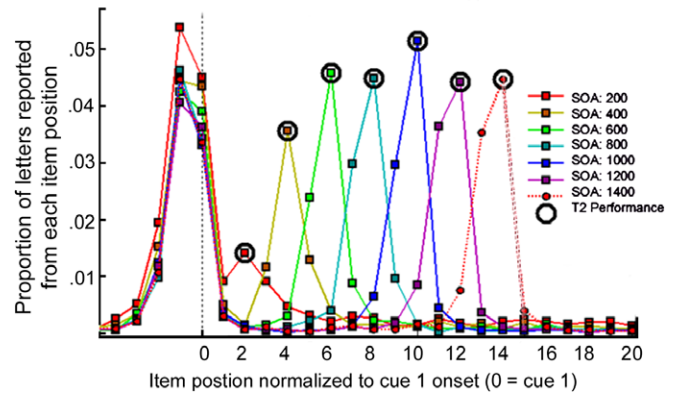 Proportion of letters reported
from each item position
.05
.04
.03
.02
.01
SOA: 200
SOA: 400
SOA: 600
SOA: 800
SOA: 1000
SOA: 1200
SOA: 1400
T2 Performance
0 2 4 6 8 10 12 14 16 18 20
Item postion normalized to cue 1 onset (0 = cue 1)